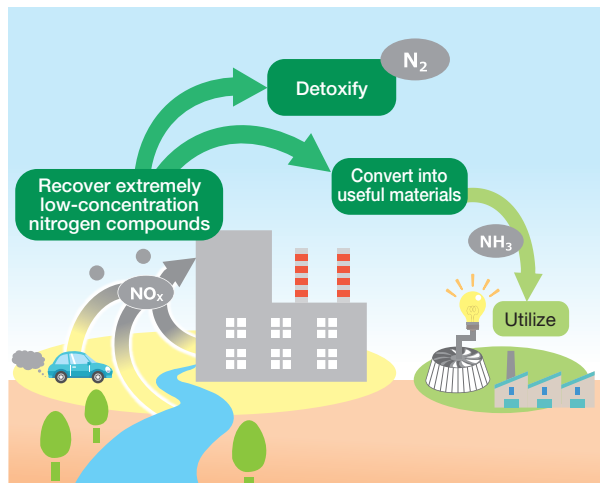 N₂
Detoxify
Recover extremely
low-concentration
nitrogen compounds
Convert into
useful materials
NH₃
NOₓ
Utilize